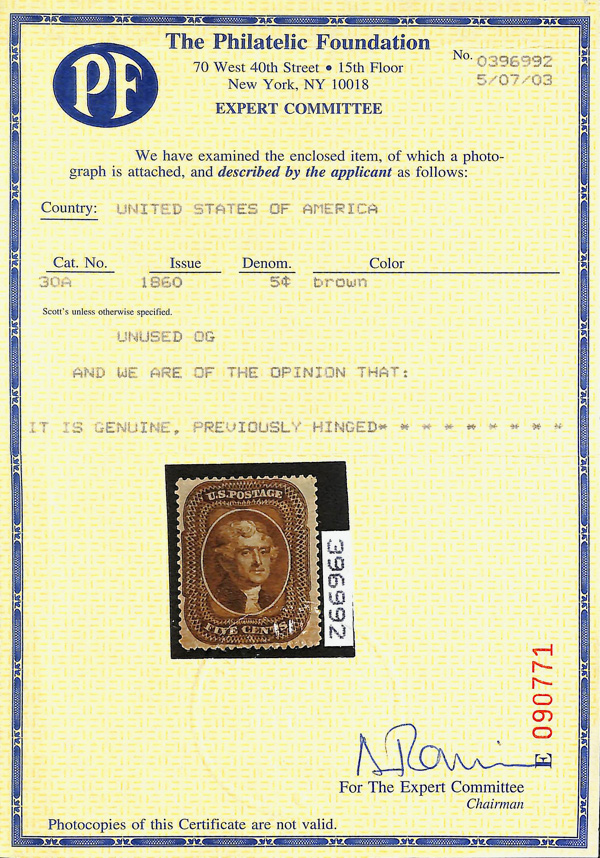 PF
The Philatelic Foundation
70 West 40th Street • 15th Floor
New York, NY 10018
EXPERT COMMITTEE
No. 0396992
5/07/03
We have examined the enclosed item, of which a photo-
graph is attached, and described by the applicant as follows:
Country: UNITED STATES OF AMERICA
Cat. No. Issue Denom. Color
30A 1860 5¢ brown
Scott's unless otherwise specified.
UNUSED OG
AND WE ARE OF THE OPINION THAT:
IT IS GENUINE, PREVIOUSLY HINGED* * * * * * * * *
U.S. POSTAGE
FIVE CENTS.
396992
E 090771
For The Expert Committee
Chairman
Photocopies of this Certificate are not valid.